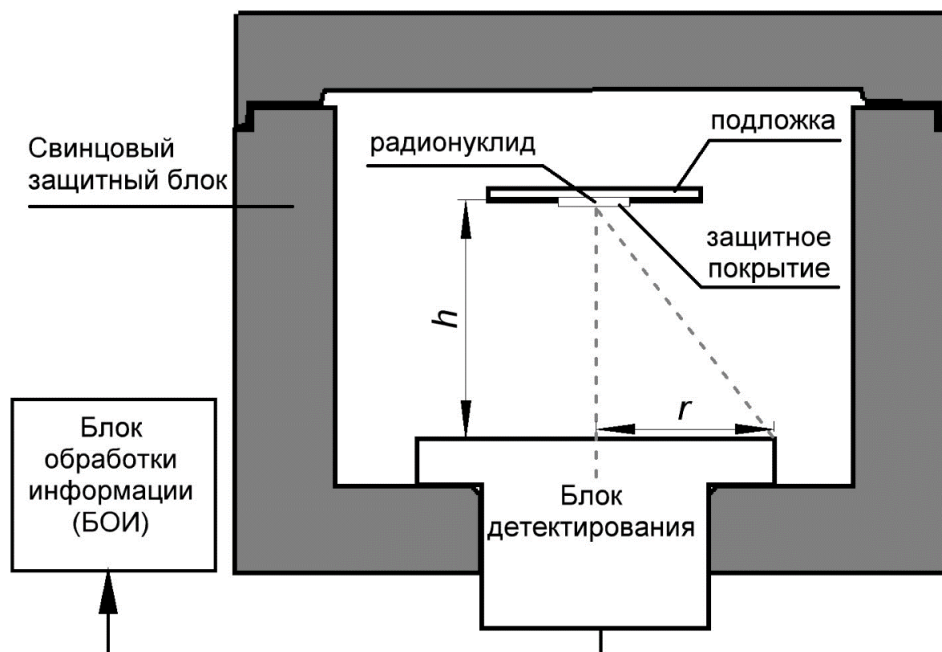 Свинцовый
защитный блок
радионуклид
подложка
защитное
покрытие
h
r
Блок
обработки
информации
(БОИ)
Блок
детектирования